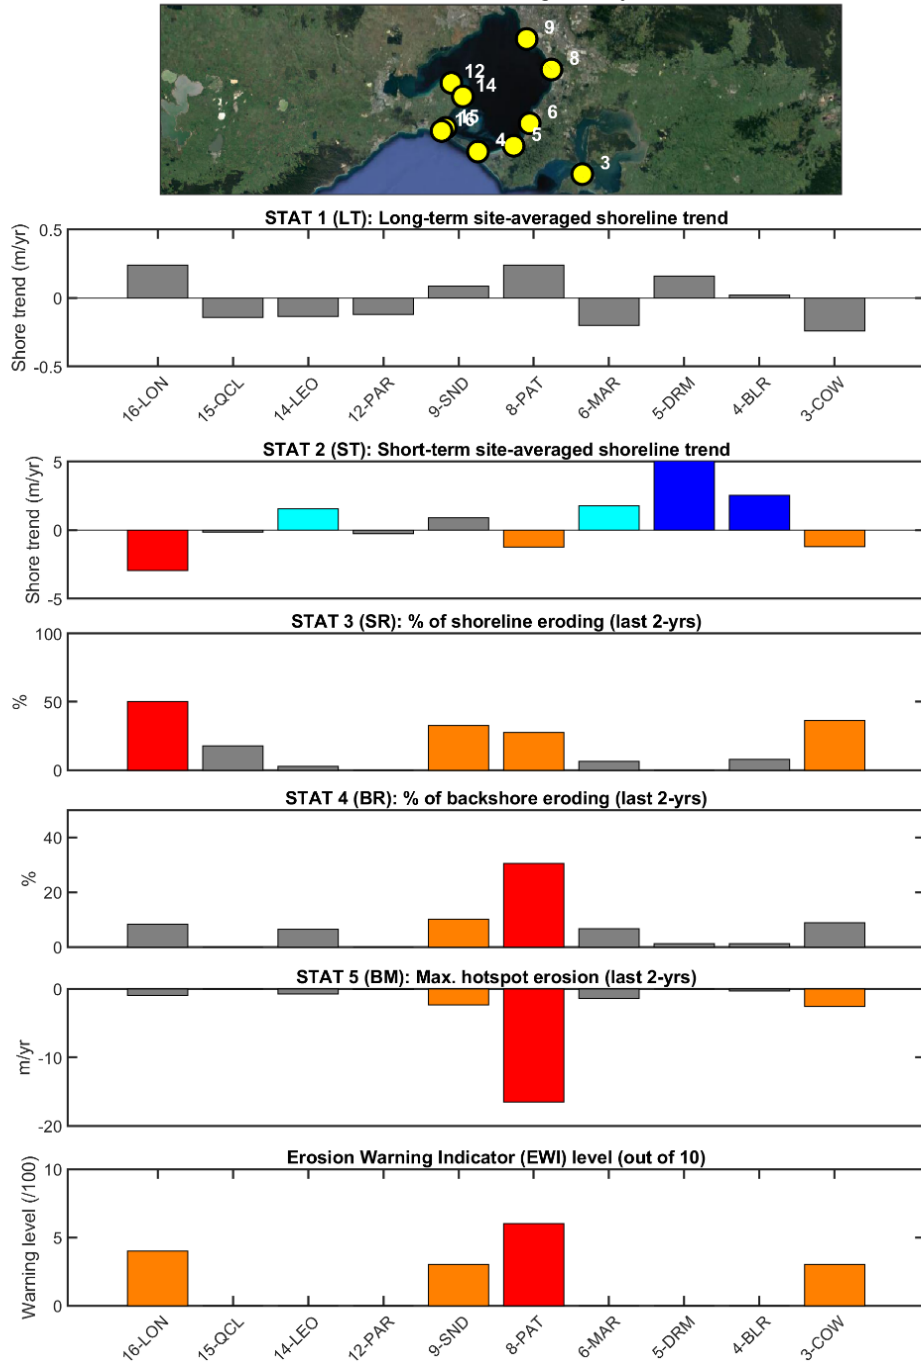 9
8
12
14
15
16
6
5
4
3
STAT 1 (LT): Long-term site-averaged shoreline trend
Shore trend (m/yr)
0.5
0
-0.5
16-LON 15-QCL 14-LEO 12-PAR 9-SND 8-PAT 6-MAR 5-DRM 4-BLR 3-COW
STAT 2 (ST): Short-term site-averaged shoreline trend
Shore trend (m/yr)
5
0
-5
STAT 3 (SR): % of shoreline eroding (last 2-yrs)
%
100
50
0
STAT 4 (BR): % of backshore eroding (last 2-yrs)
%
40
20
0
STAT 5 (BM): Max. hotspot erosion (last 2-yrs)
m/yr
0
-10
-20
Erosion Warning Indicator (EWI) level (out of 10)
Warning level (/100)
10
5
0
16-LON 15-QCL 14-LEO 12-PAR 9-SND 8-PAT 6-MAR 5-DRM 4-BLR 3-COW